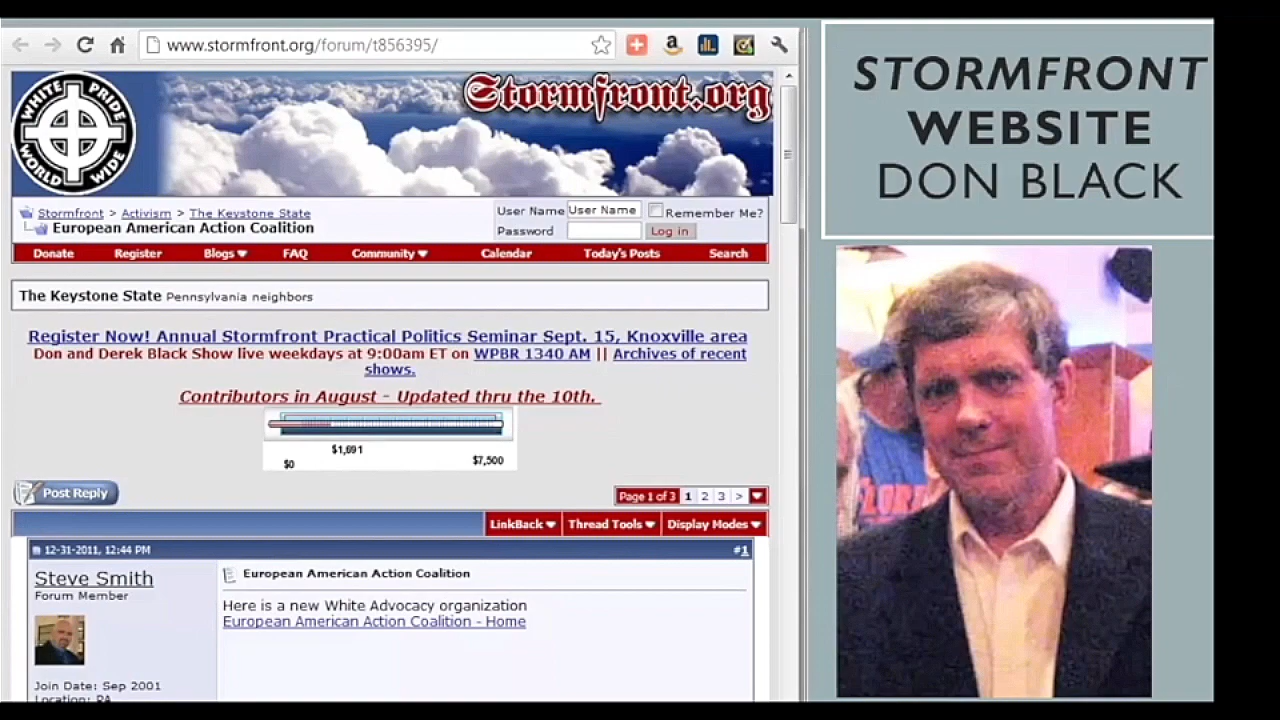 www.stormfront.org/forum/t856395/
WHITE PRIDE
WORLD WIDE
Stormfront.org
Stormfront > Activism > The Keystone State
European American Action Coalition
User Name User Name Remember Me?
Password Log in
Donate Register Blogs FAQ Community Calendar Today's Posts Search
The Keystone State Pennsylvania neighbors
Register Now! Annual Stormfront Practical Politics Seminar Sept. 15, Knoxville area
Don and Derek Black Show live weekdays at 9:00am ET on WPBR 1340 AM || Archives of recent
shows.
Contributors in August - Updated thru the 10th.
$1,691
$0 $7,500
Post Reply
Page 1 of 3 1 2 3 >
LinkBack Thread Tools Display Modes
12-31-2011, 12:44 PM #1
Steve Smith
Forum Member
European American Action Coalition
Here is a new White Advocacy organization
European American Action Coalition - Home
Join Date: Sep 2001
Location: PA
STORMFRONT
WEBSITE
DON BLACK